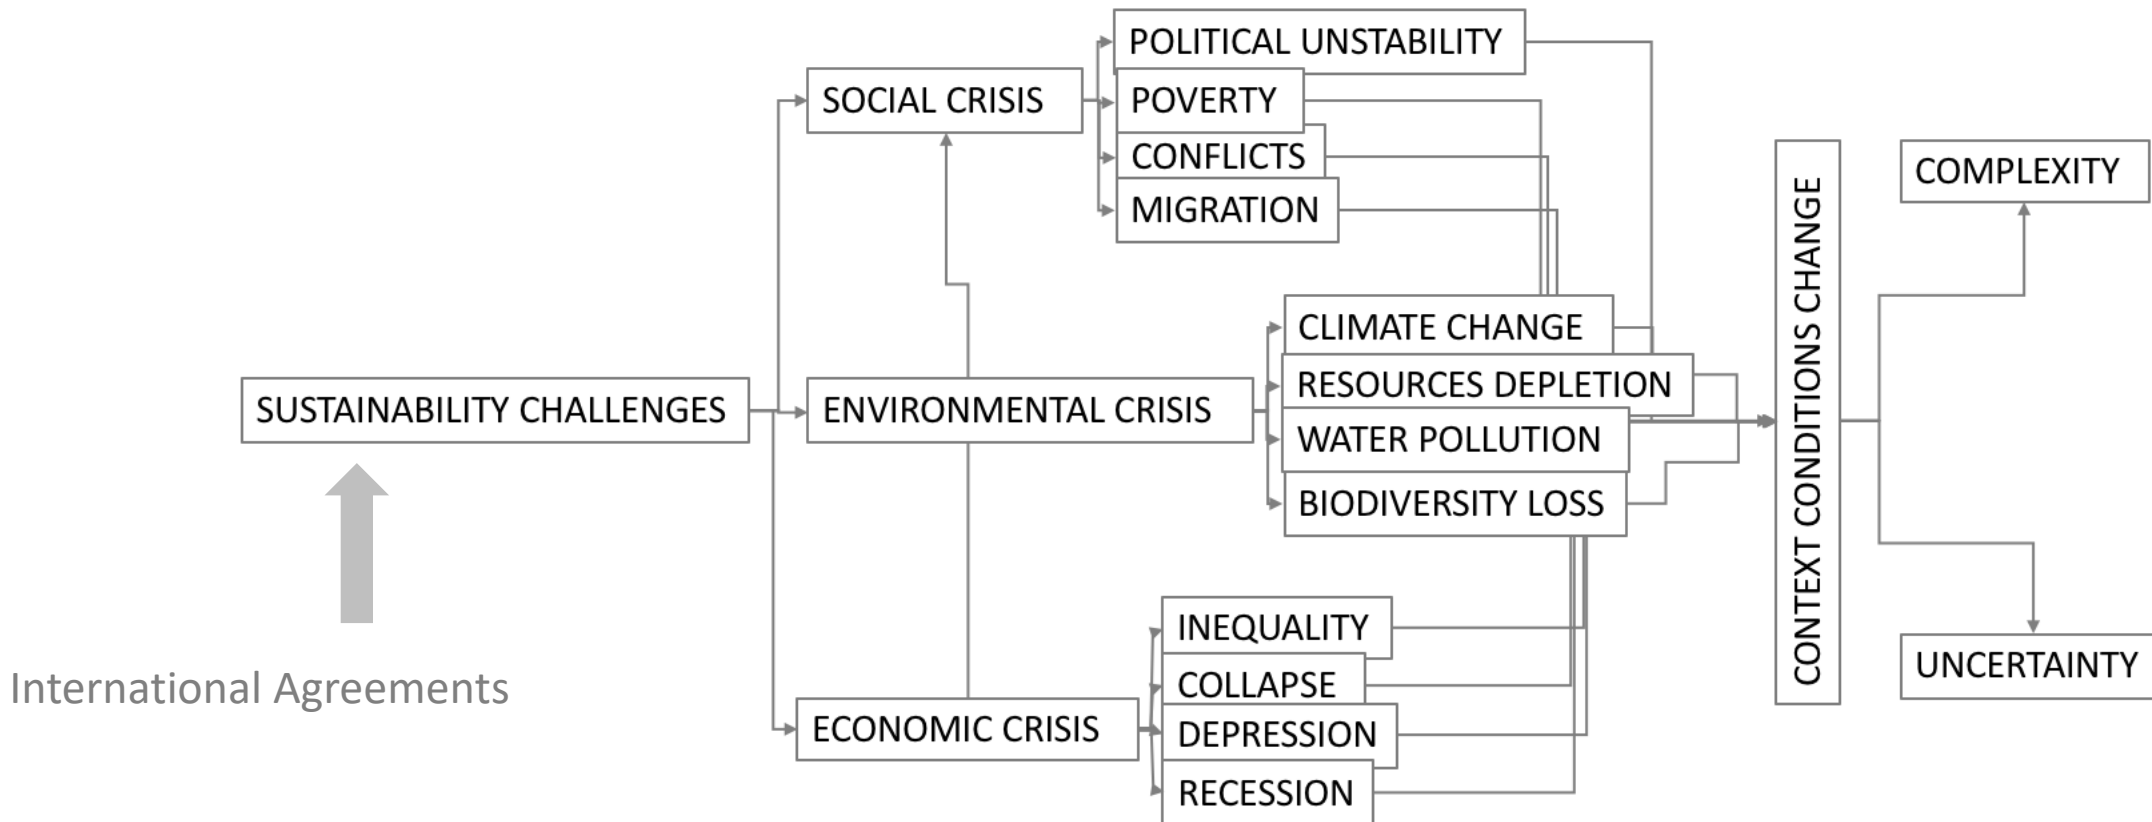 POLITICAL UNSTABILITY
SOCIAL CRISIS
POVERTY
CONFLICTS
MIGRATION
COMPLEXITY
CLIMATE CHANGE
SUSTAINABILITY CHALLENGES
ENVIRONMENTAL CRISIS
RESOURCES DEPLETION
WATER POLLUTION
BIODIVERSITY LOSS
CONTEXT CONDITIONS CHANGE
INEQUALITY
UNCERTAINTY
International Agreements
COLLAPSE
ECONOMIC CRISIS
DEPRESSION
RECESSION